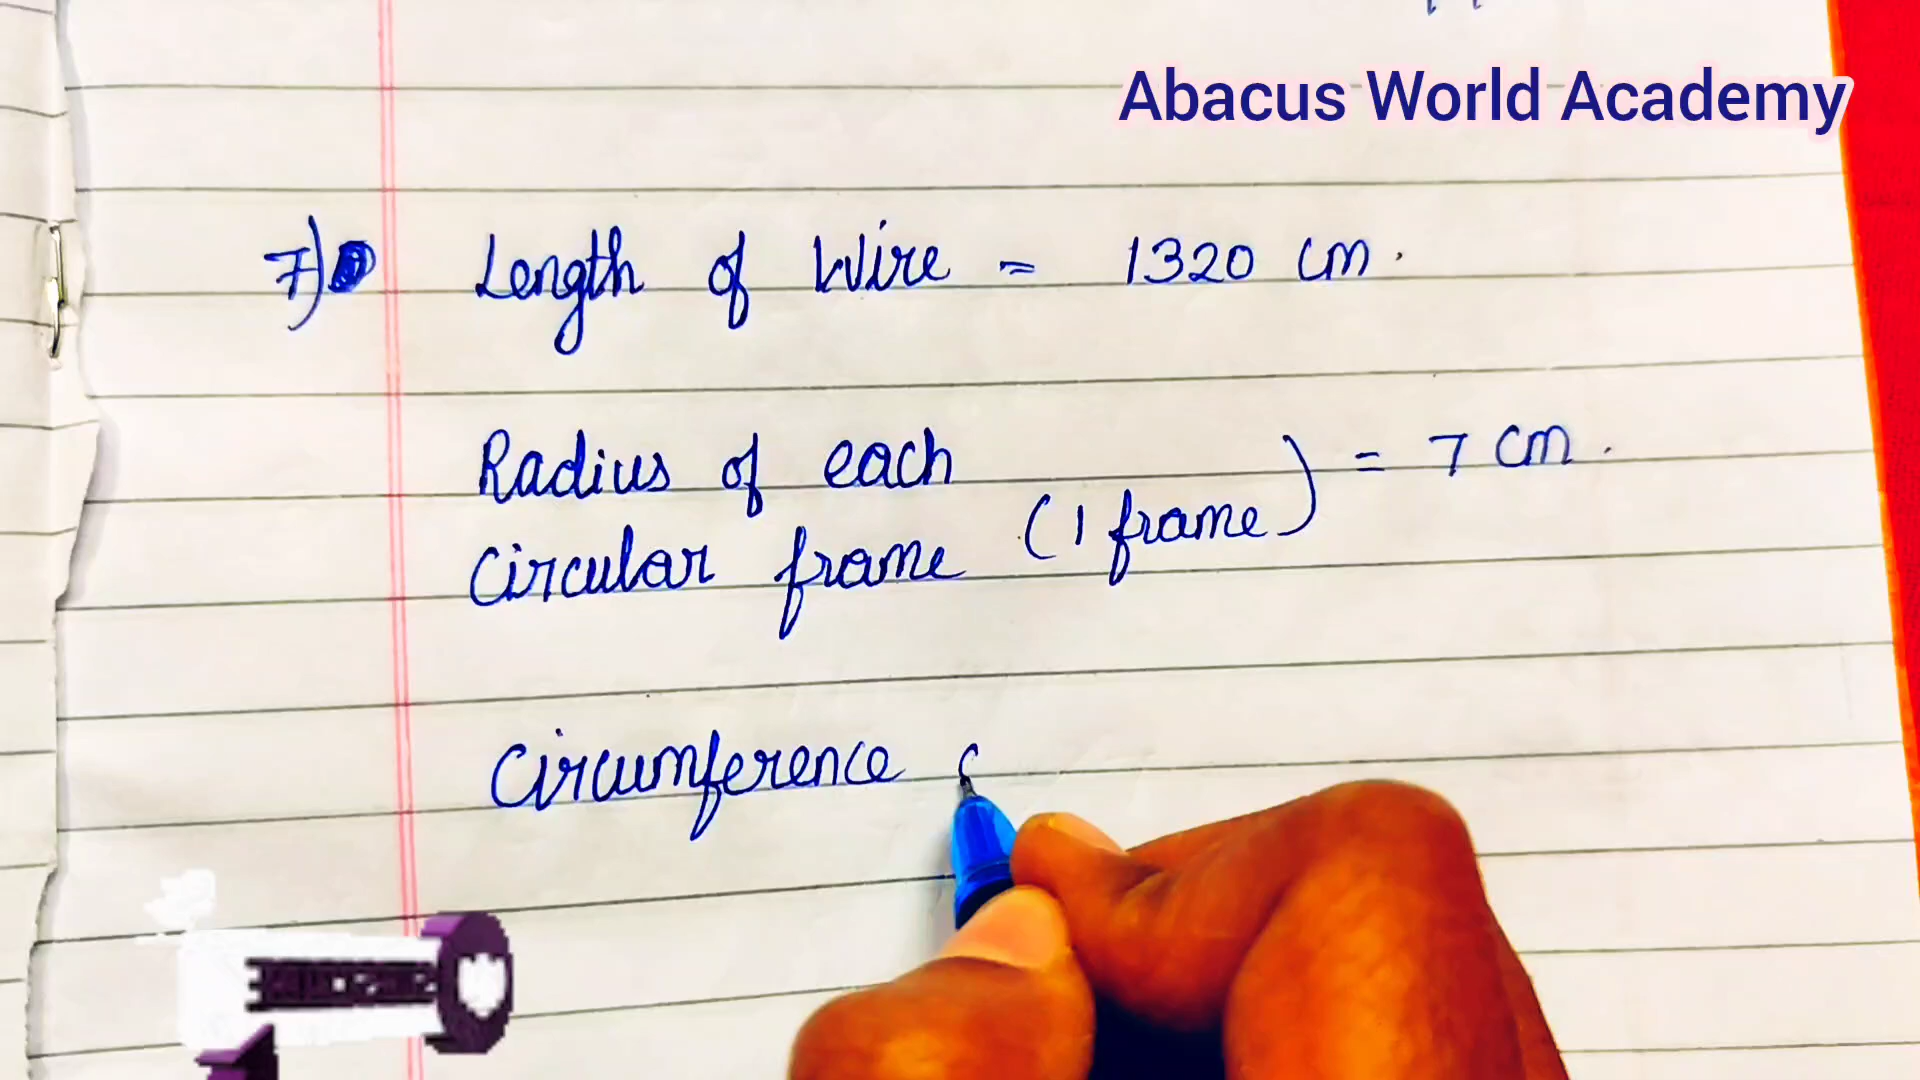 Abacus World Academy
7) Length of Wire = 1320 cm.
Radius of each
circular frame (1 frame) = 7 cm.
Circumference